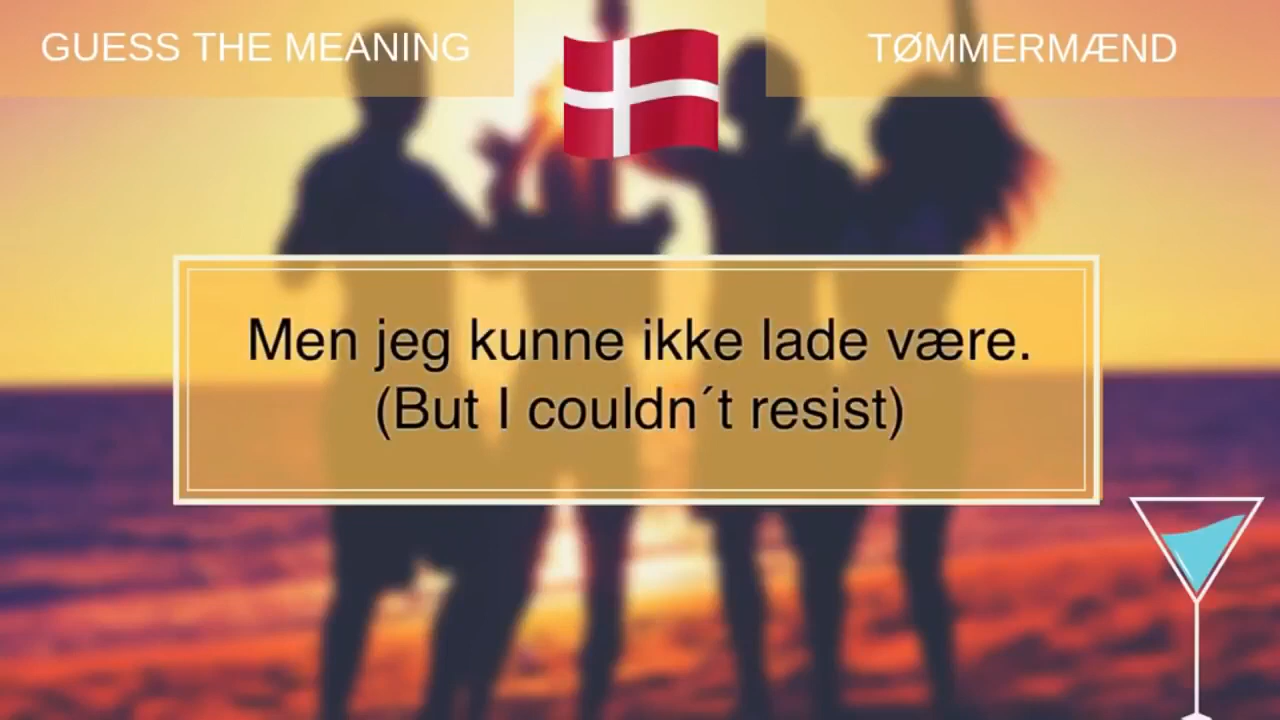 GUESS THE MEANING
TØMMERMÆND
Men jeg kunne ikke lade være.
(But I couldn´t resist)